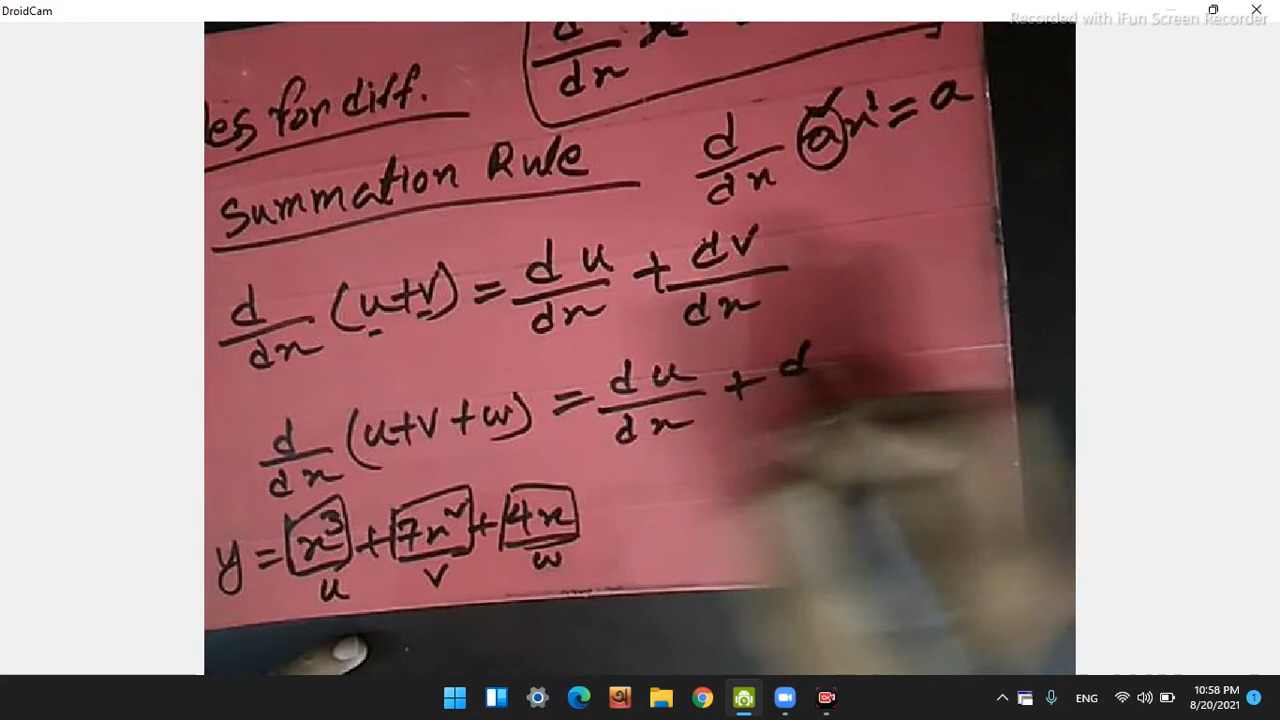 DroidCam
Recorded with iFun Screen Recorder
d/dx x
les for diff.
Summation Rule
d/dx ax¹ = a
d/dx (u+v) = du/dx + dv/dx
d/dx (u+v+w) = du/dx + d
y = x³ + 7x² + 4x
u v w
ENG
10:58 PM
8/20/2021
1